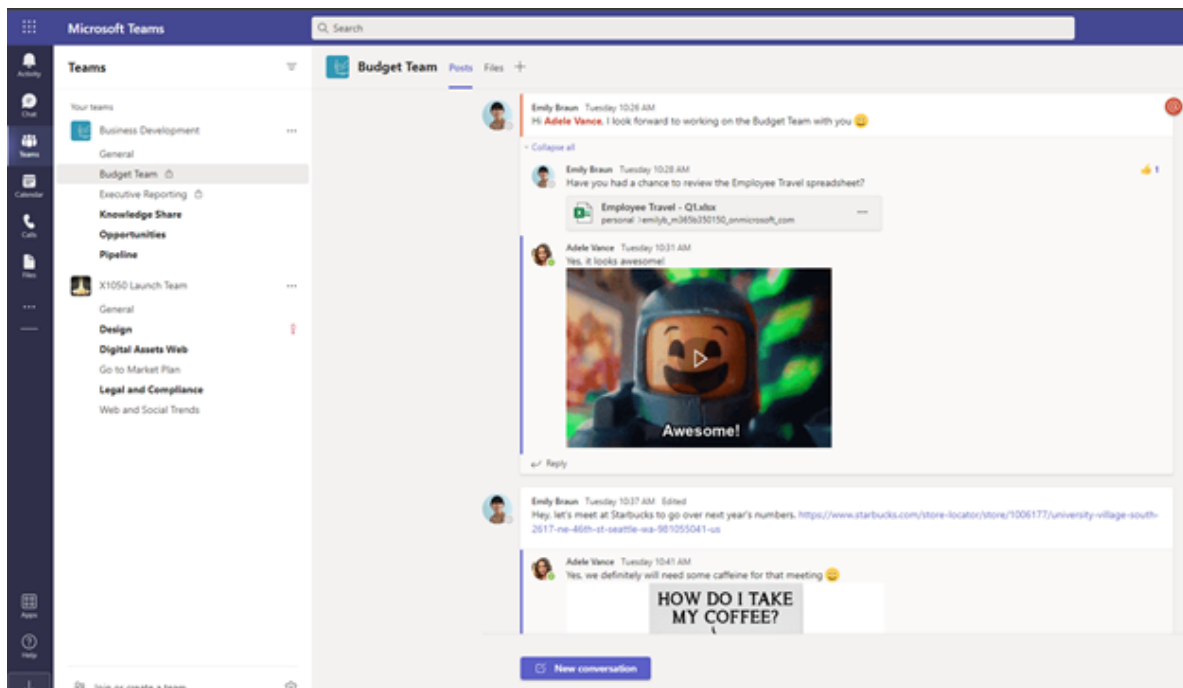 Microsoft Teams
Search
Activity
Chat
Teams
Calendar
Calls
Files
Apps
Help
Teams
Your teams
Business Development
General
Budget Team
Executive Reporting
Knowledge Share
Opportunities
Pipeline
X1050 Launch Team
General
Design
Digital Assets Web
Go to Market Plan
Legal and Compliance
Web and Social Trends
Join or create a team
Budget Team Posts Files
Emily Braun Tuesday 10:26 AM
Hi Adele Vance, I look forward to working on the Budget Team with you
Collapse all
Emily Braun Tuesday 10:28 AM
1
Have you had a chance to review the Employee Travel spreadsheet?
Employee Travel - Q1.xlsx
personal >emilyb_m365b350150_onmicrosoft_com
Adele Vance Tuesday 10:31 AM
Yes, it looks awesome!
Awesome!
Reply
Emily Braun Tuesday 10:37 AM Edited
Hey, let's meet at Starbucks to go over next year's numbers. https://www.starbucks.com/store-locator/store/1006177/university-village-south-
2617-ne-46th-st-seattle-wa-981055041-us
Adele Vance Tuesday 10:41 AM
Yes, we definitely will need some caffeine for that meeting
HOW DO I TAKE
MY COFFEE?
New conversation